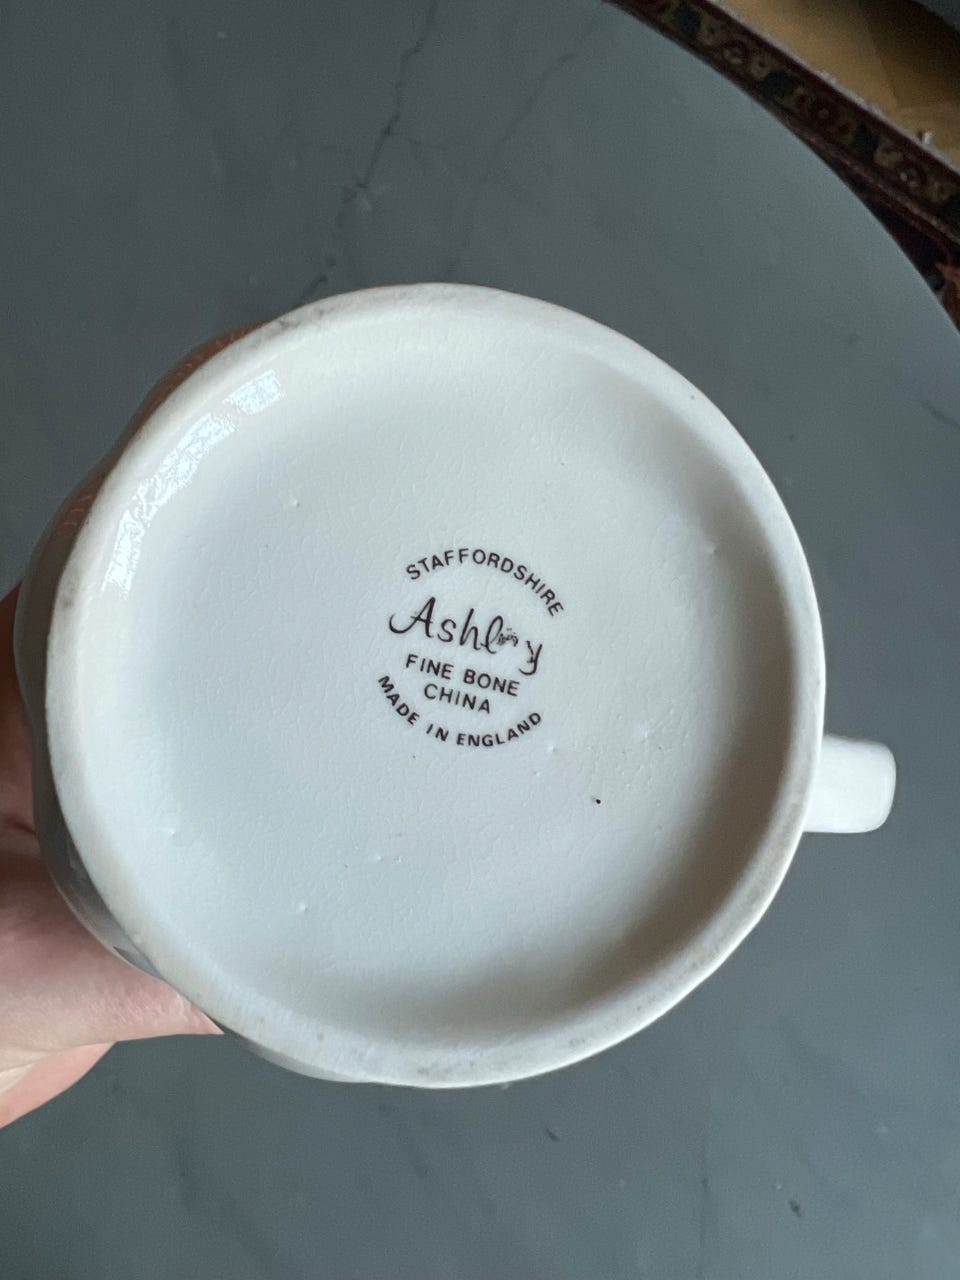 STAFFORDSHIRE
Ashley
FINE BONE
CHINA
MADE IN ENGLAND